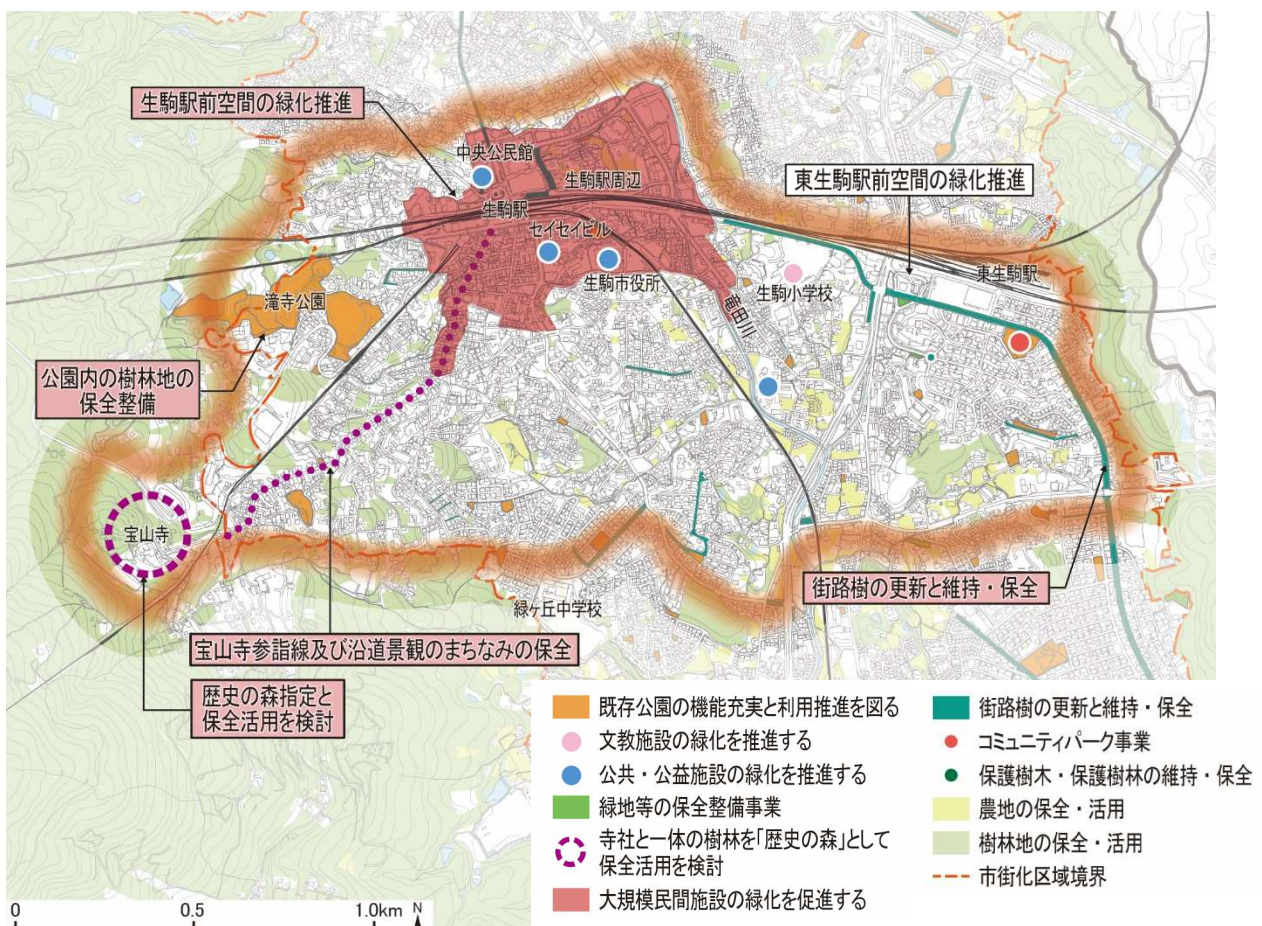 生駒駅前空間の緑化推進
中央公民館
生駒駅周辺
東生駒駅前空間の緑化推進
生駒駅
セイセイビル
生駒市役所
生駒小学校
東生駒駅
竜田川
滝寺公園
公園内の樹林地の
保全整備
宝山寺
街路樹の更新と維持・保全
緑ヶ丘中学校
宝山寺参詣線及び沿道景観のまちなみの保全
歴史の森指定と
保全活用を検討
既存公園の機能充実と利用推進を図る
文教施設の緑化を推進する
公共・公益施設の緑化を推進する
緑地等の保全整備事業
寺社と一体の樹林を「歴史の森」として
保全活用を検討
大規模民間施設の緑化を促進する
街路樹の更新と維持・保全
コミュニティパーク事業
保護樹木・保護樹林の維持・保全
農地の保全・活用
樹林地の保全・活用
市街化区域境界
0 0.5 1.0km N